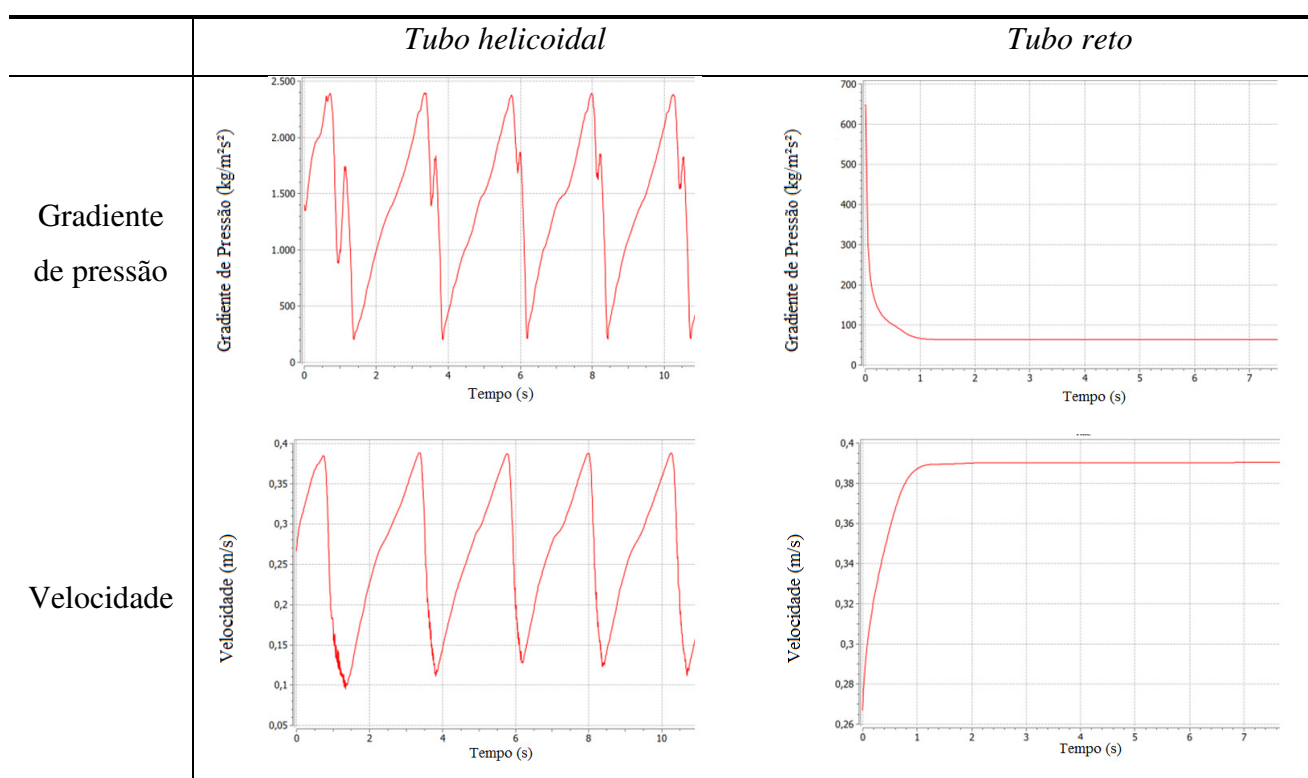 Tubo helicoidal
Tubo reto
Gradiente
de pressão
Gradiente de Pressão (kg/m²s²)
2.500
2.000
1.500
1.000
500
0
0 2 4 6 8 10
Tempo (s)
Gradiente de Pressão (kg/m²s²)
700
600
500
400
300
200
100
0
0 1 2 3 4 5 6 7
Tempo (s)
Velocidade
Velocidade (m/s)
0,4
0,35
0,3
0,25
0,2
0,15
0,1
0,05
0 2 4 6 8 10
Tempo (s)
Velocidade (m/s)
0,4
0,38
0,36
0,34
0,32
0,3
0,28
0,26
0 1 2 3 4 5 6 7
Tempo (s)